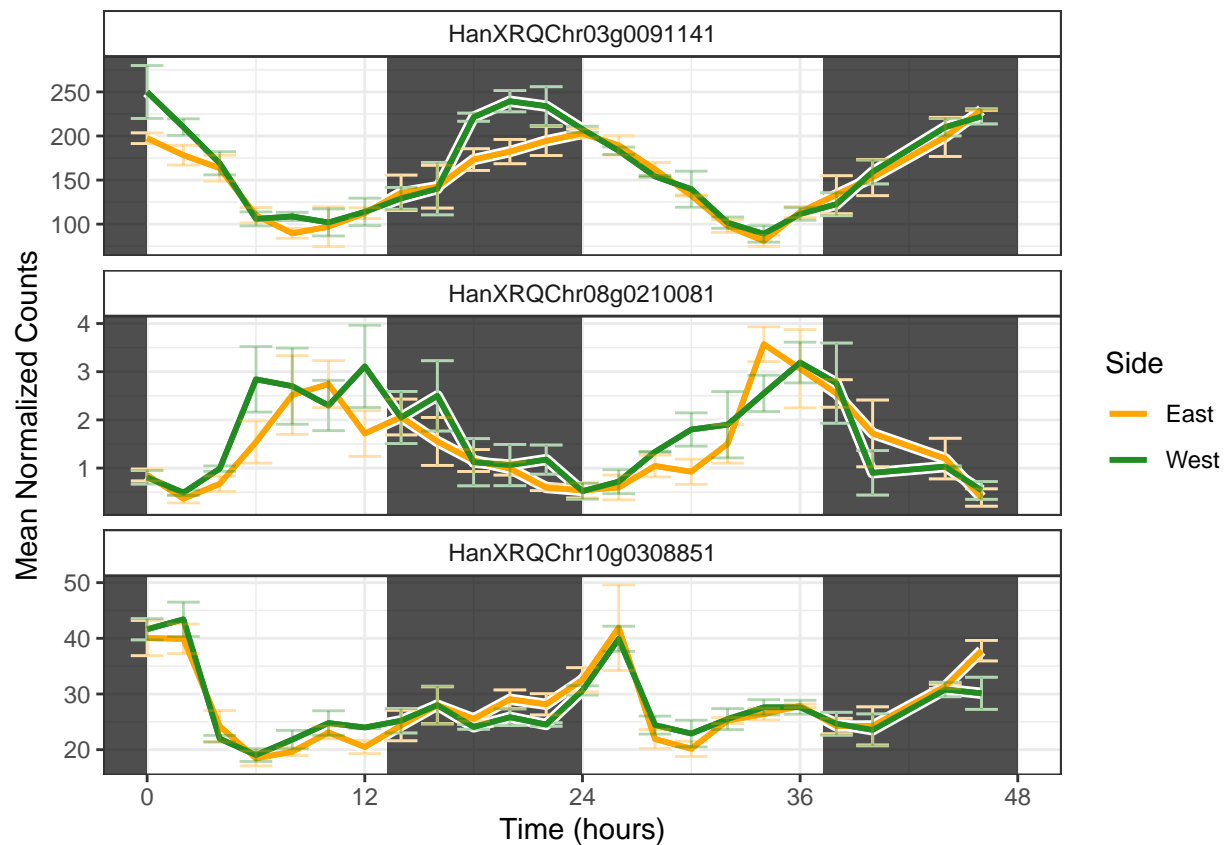 HanXRQChr03g0091141
250
200
150
100
HanXRQChr08g0210081
4
3
2
1
HanXRQChr10g0308851
50
40
30
20
0 12 24 36 48
Time (hours)
Mean Normalized Counts
Side
East
West